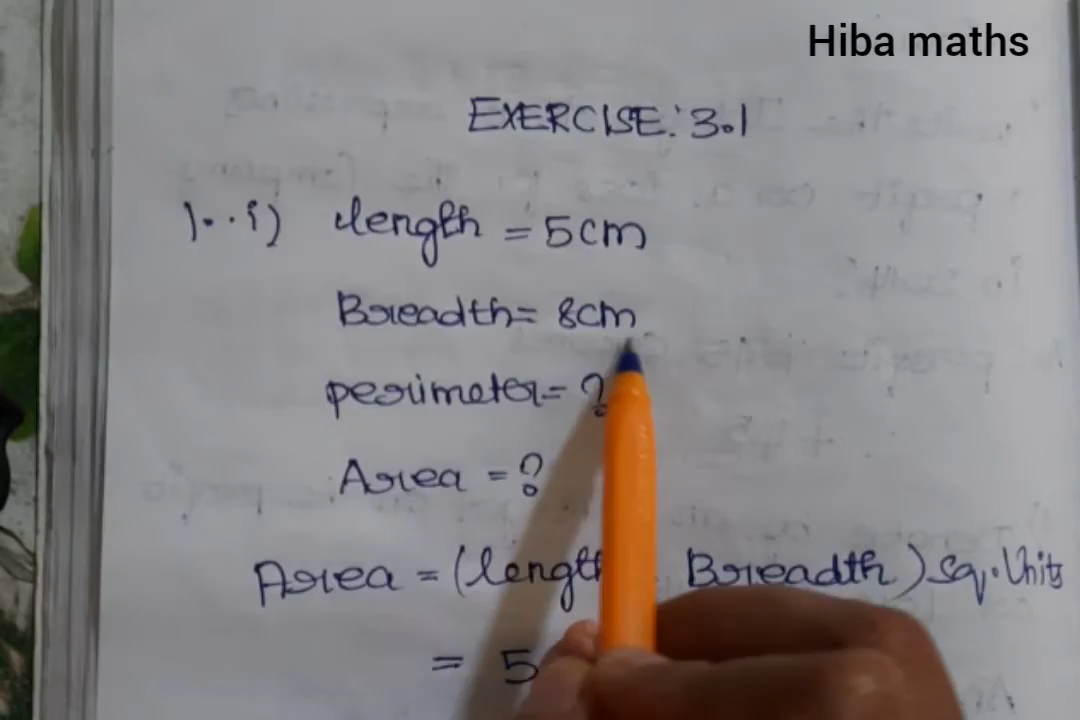 Hiba maths
EXERCISE: 3.1
1. i) length = 5cm
Breadth = 8cm
perimeter = ?
Area = ?
Area = (length Breadth) sq. Units
= 5